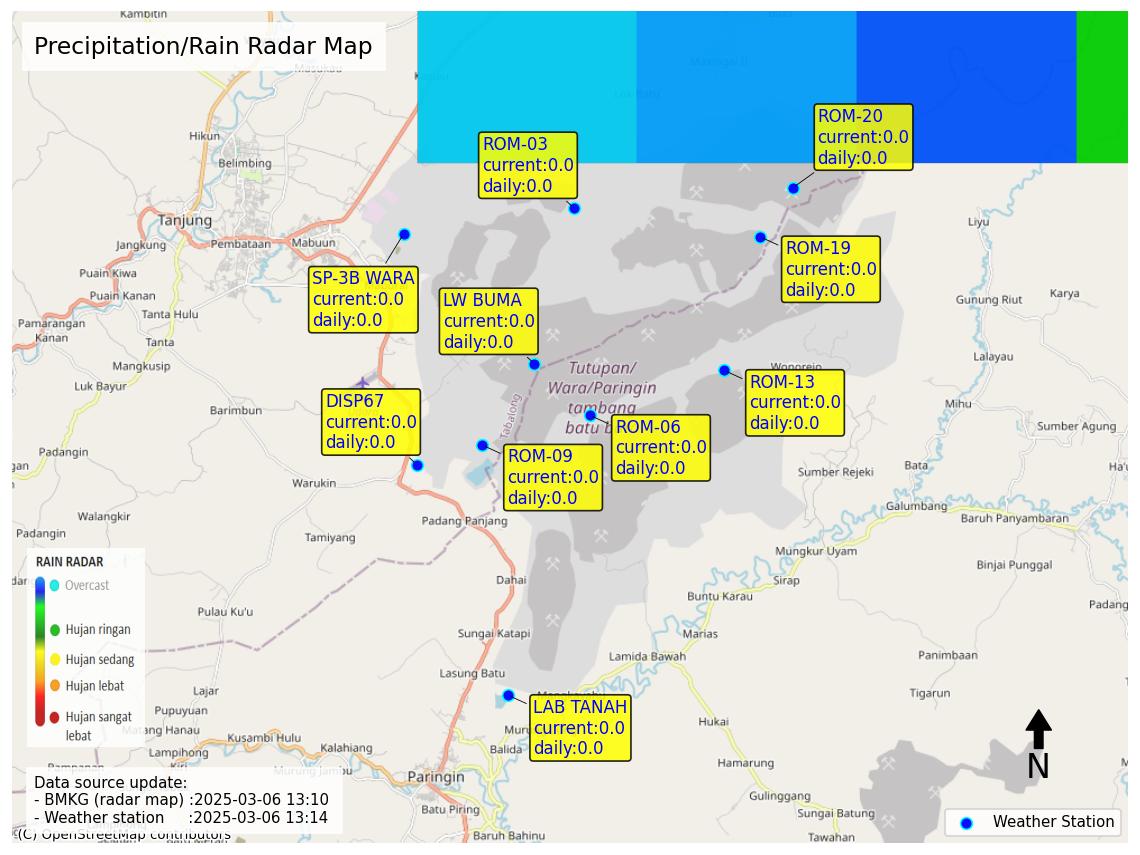 Kambitin
Precipitation/Rain Radar Map
Masukau
Maningai II
Hikun
Belimbing
ROM-03
current:0.0
daily:0.0
ROM-20
current:0.0
daily:0.0
Tanjung
Jangkung
Pembataan
Mabuun
Liyu
Puain Kiwa
Puain Kanan
SP-3B WARA
current:0.0
daily:0.0
LW BUMA
current:0.0
daily:0.0
ROM-19
current:0.0
daily:0.0
Gunung Riut
Karya
Tanta Hulu
Pamarangan
Kanan
Tanta
Mangkusip
Luk Bayur
Lalayau
Tutupan/
Wara/Paringin
tambang
Wonorejo
ROM-13
current:0.0
daily:0.0
Barimbun
DISP67
current:0.0
daily:0.0
Tabalong
Mihu
ROM-06
current:0.0
daily:0.0
Sumber Agung
Padangin
ROM-09
current:0.0
daily:0.0
Warukin
Sumber Rejeki
Bata
Galumbang
Baruh Panyambaran
Walangkir
Padangin
Padang Panjang
Tamiyang
Mungkur Uyam
Binjai Punggal
RAIN RADAR
Overcast
Hujan ringan
Hujan sedang
Hujan lebat
Hujan sangat
lebat
Dahai
Sirap
Buntu Karau
Pulau Ku'u
Sungai Katapi
Marias
Lamida Bawah
Panimbaan
Lasung Batu
Lajar
Tigarun
LAB TANAH
current:0.0
daily:0.0
Pupuyuan
Matang Hanau
Hukai
Kusambi Hulu
Kalahiang
Balida
Lampihong
Murung Jambu
Paringin
Hamarung
N
Data source update:
- BMKG (radar map) :2025-03-06 13:10
- Weather station :2025-03-06 13:14
Batu Piring
Gulinggang
Sungai Batung
Baruh Bahinu
Tawahan
Weather Station
(C) OpenStreetMap contributors